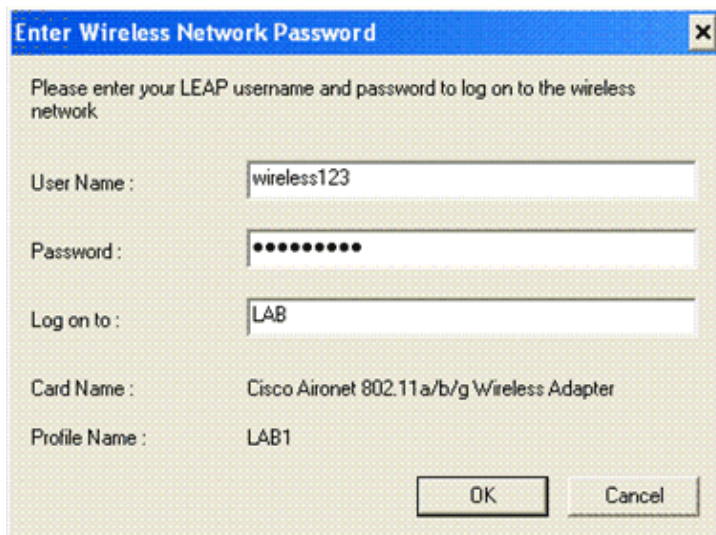 Enter Wireless Network Password
Please enter your LEAP username and password to log on to the wireless
network
User Name : wireless123
Password : •••••••••
Log on to : LAB
Card Name : Cisco Aironet 802.11a/b/g Wireless Adapter
Profile Name : LAB1
OK Cancel